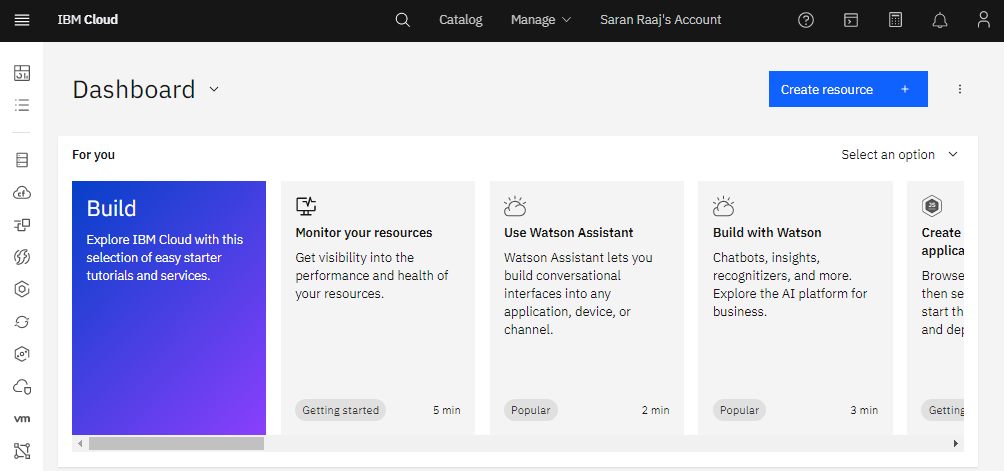 IBM Cloud
Catalog
Manage
Saran Raaj's Account
Dashboard
Create resource +
For you
Select an option
Build
Explore IBM Cloud with this
selection of easy starter
tutorials and services.
Monitor your resources
Get visibility into the
performance and health of
your resources.
Getting started
5 min
Use Watson Assistant
Watson Assistant lets you
build conversational
interfaces into any
application, device, or
channel.
Popular
2 min
Build with Watson
Chatbots, insights,
recognitizers, and more.
Explore the AI platform for
business.
Popular
3 min
JS
Create
applica
Browse
then se
start th
and dep
Getting
cf
vm